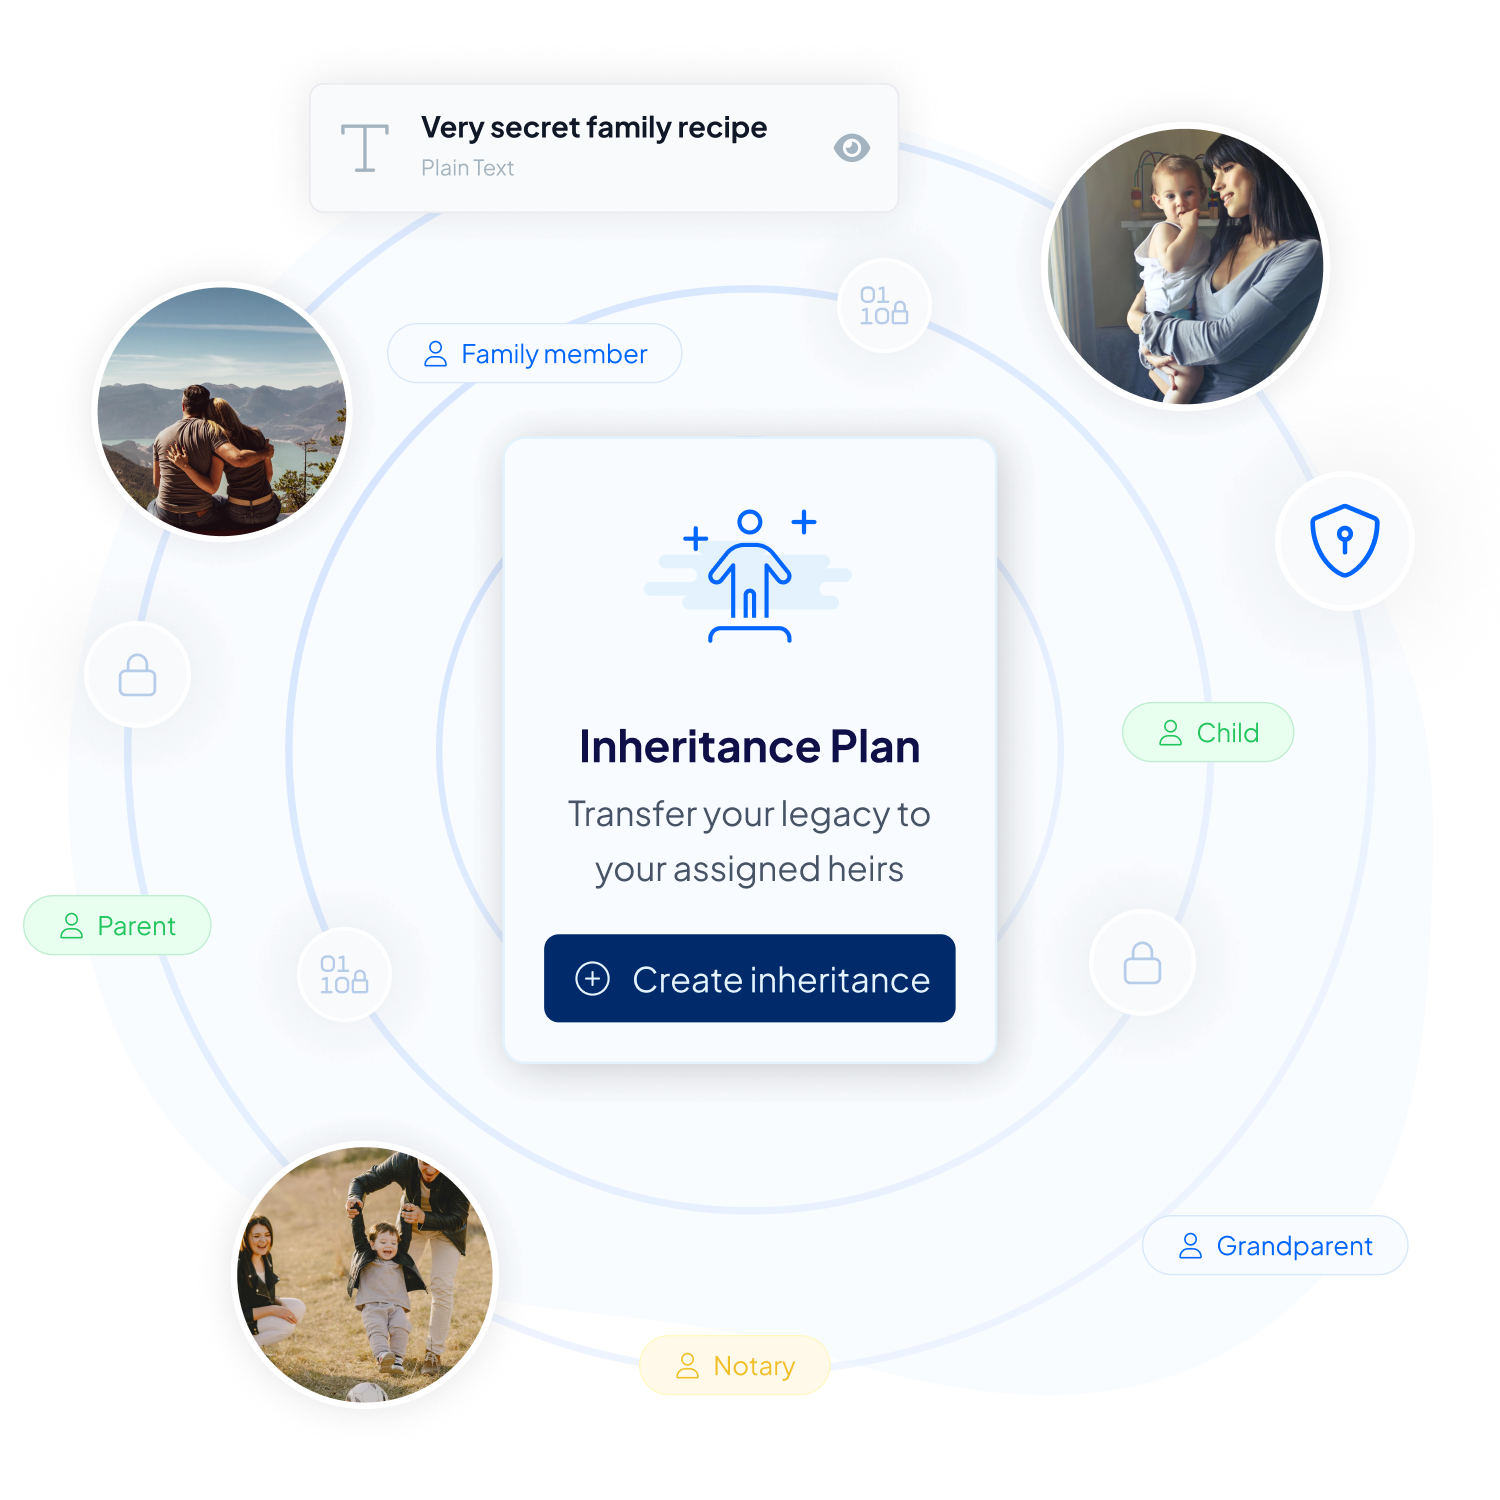 Very secret family recipe
Plain Text
01
10
Family member
Inheritance Plan
Transfer your legacy to
your assigned heirs
Create inheritance
Child
Parent
01
10
Grandparent
Notary